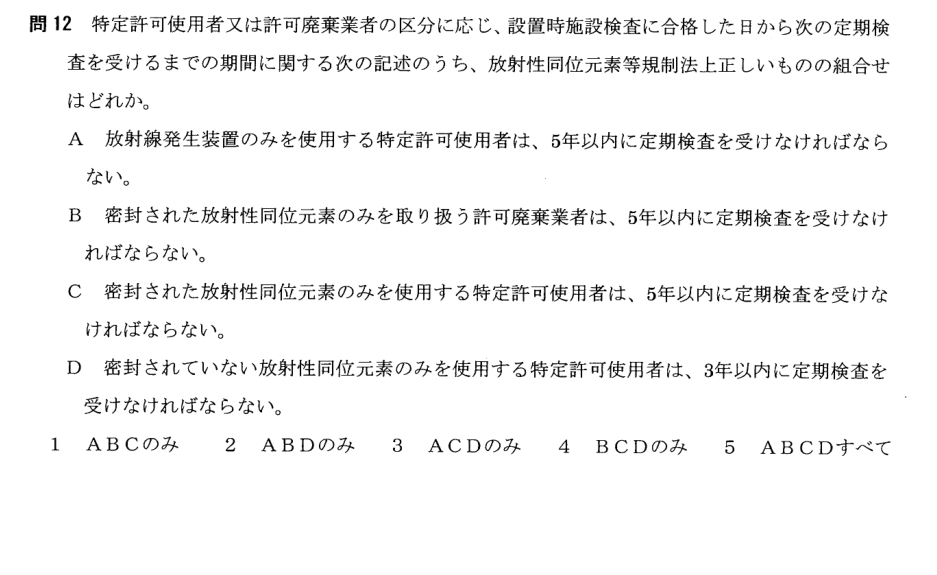 問12 特定許可使用者又は許可廃棄業者の区分に応じ、設置時施設検査に合格した日から次の定期検
査を受けるまでの期間に関する次の記述のうち、放射性同位元素等規制法上正しいものの組合せ
はどれか。
A 放射線発生装置のみを使用する特定許可使用者は、5年以内に定期検査を受けなければなら
ない。
B 密封された放射性同位元素のみを取り扱う許可廃棄業者は、5年以内に定期検査を受けなけ
ればならない。
C 密封された放射性同位元素のみを使用する特定許可使用者は、5年以内に定期検査を受けな
ければならない。
D 密封されていない放射性同位元素のみを使用する特定許可使用者は、3年以内に定期検査を
受けなければならない。
1 ABCのみ 2 ABDのみ 3 ACDのみ 4 BCDのみ 5 ABCDすべて